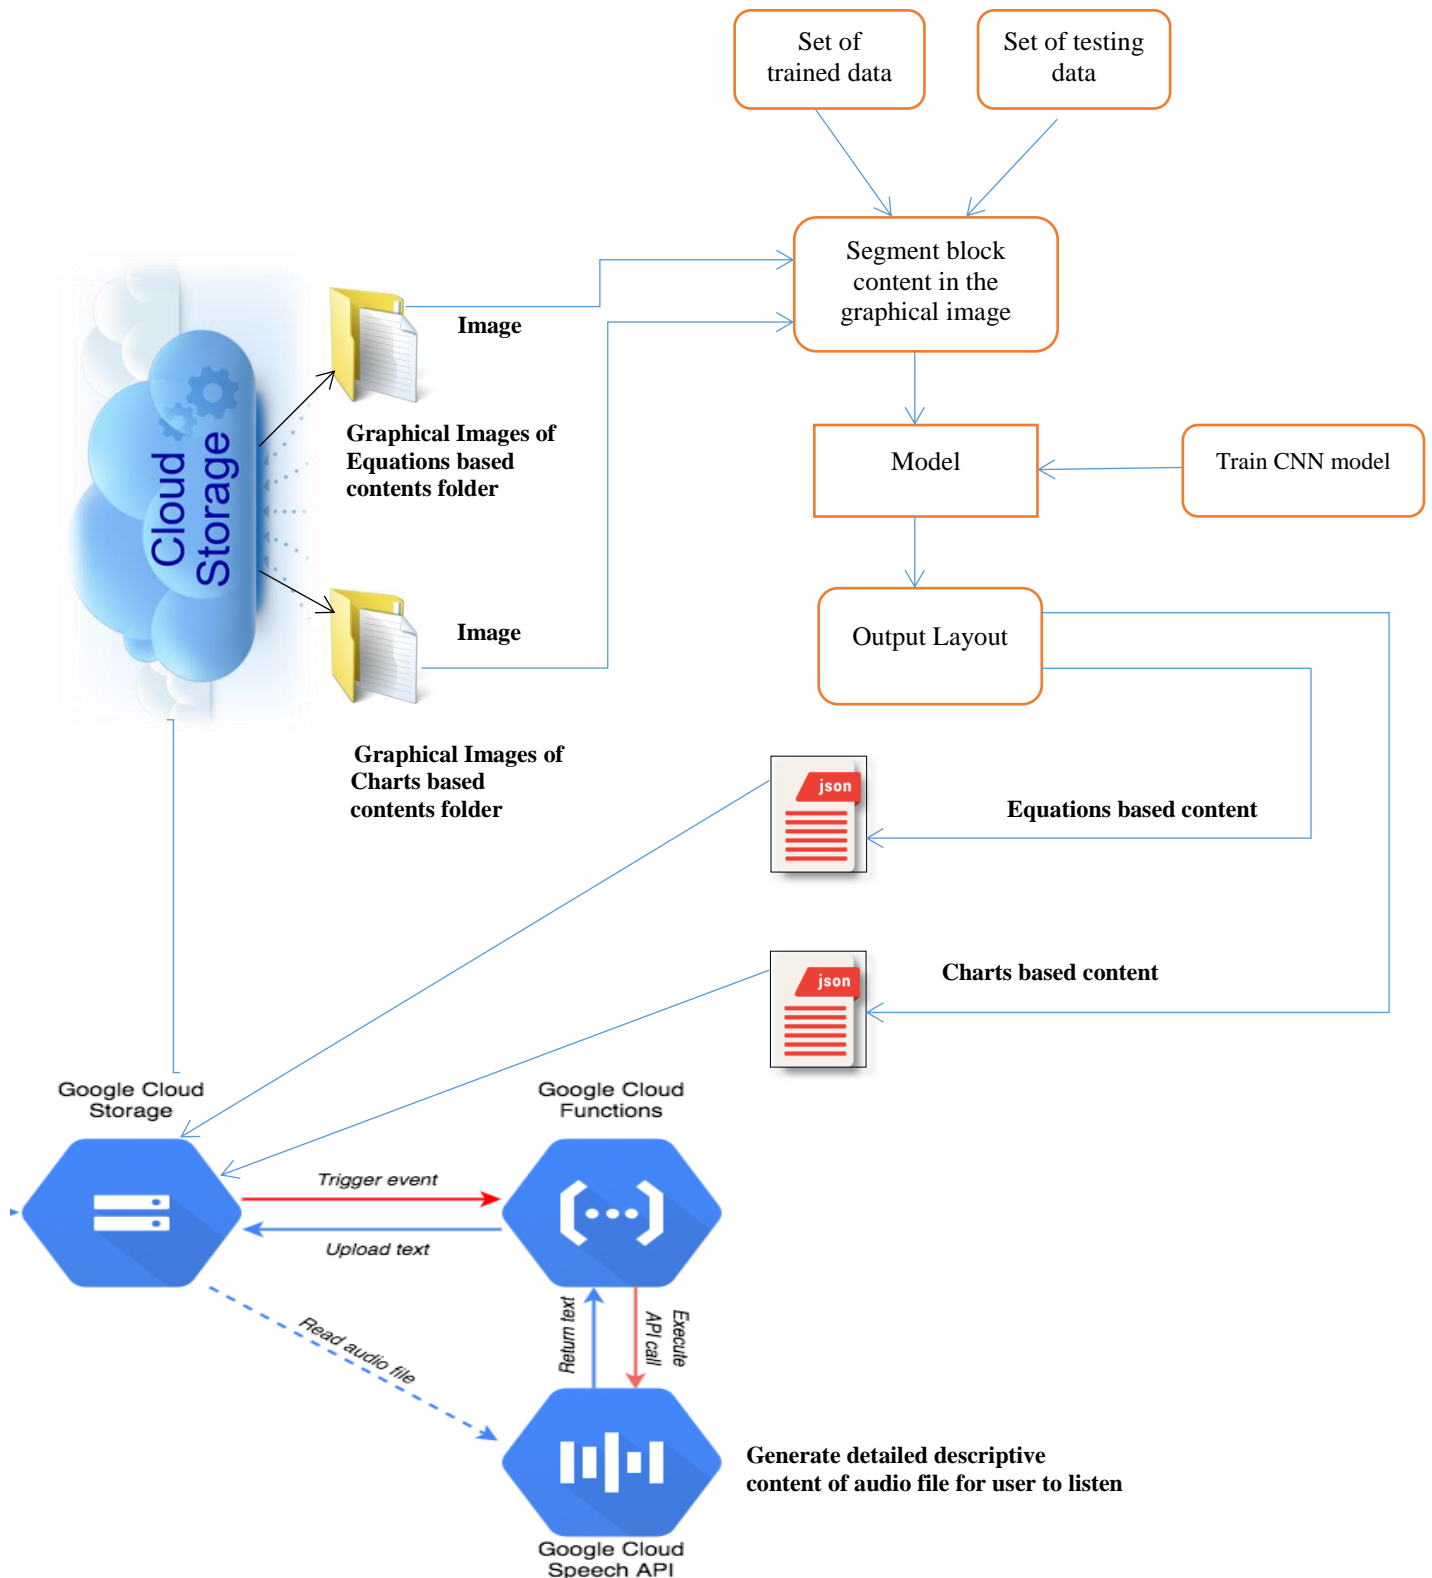 Set of
trained data
Set of testing
data
Segment block
content in the
graphical image
Image
Cloud
Storage
Graphical Images of
Equations based
contents folder
Model
Train CNN model
Image
Output Layout
Graphical Images of
Charts based
contents folder
json
Equations based content
json
Charts based content
Google Cloud
Storage
Google Cloud
Functions
Trigger event
Upload text
Read audio file
Return text
Execute
API call
Generate detailed descriptive
content of audio file for user to listen
Google Cloud
Speech API